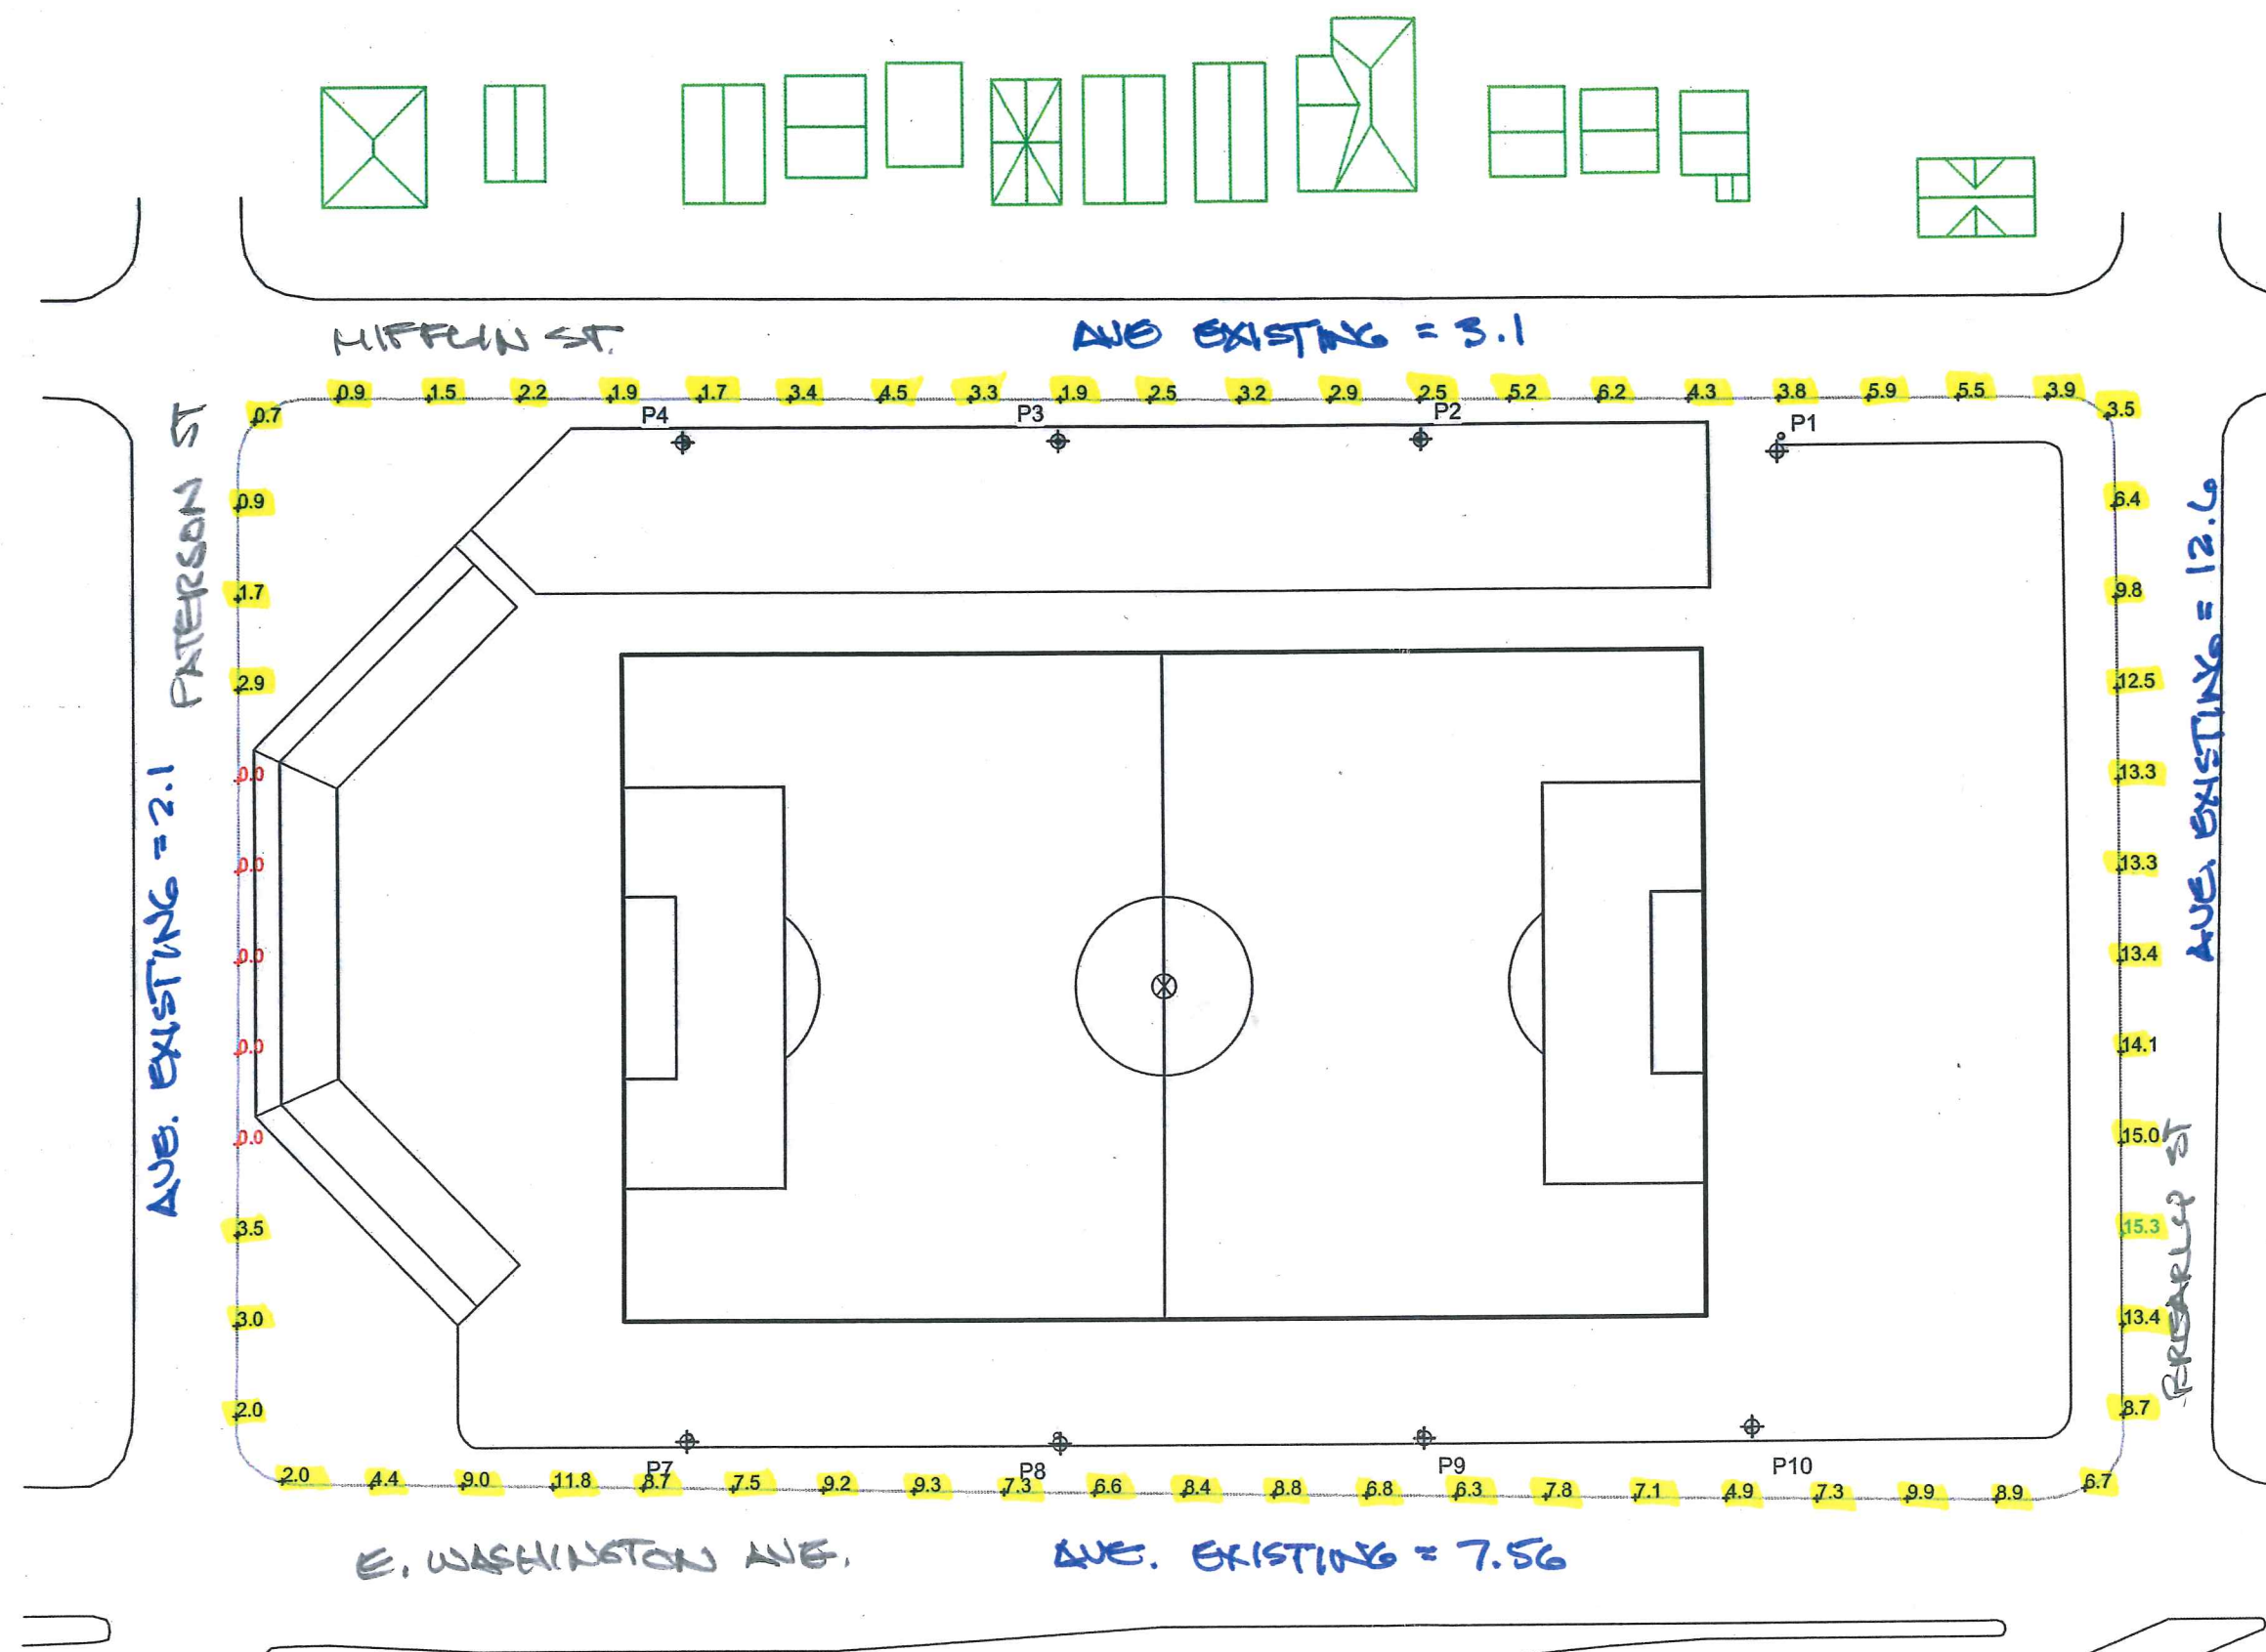 MIFFLIN ST.
AVE EXISTING = 3.1
0.7 0.9 1.5 2.2 1.9 1.7 3.4 4.5 3.3 1.9 2.5 3.2 2.9 2.5 5.2 6.2 4.3 3.8 5.9 5.5 3.9 3.5
P4 P3 P2 P1
PATERSON ST
AVE. EXISTING = 2.1
0.9
1.7
2.9
0.0
0.0
0.0
0.0
0.0
3.5
3.0
2.0
6.4
9.8
12.5
13.3
13.3
13.4
14.1
15.0
15.3
13.4
8.7
AVE. EXISTING = 12.6
BREARLY ST
P7 P8 P9 P10
2.0 4.4 9.0 11.8 8.7 7.5 9.2 9.3 7.3 6.6 8.4 8.8 6.8 6.3 7.8 7.1 4.9 7.3 9.9 8.9 6.7
E. WASHINGTON AVE.
AVE. EXISTING = 7.56